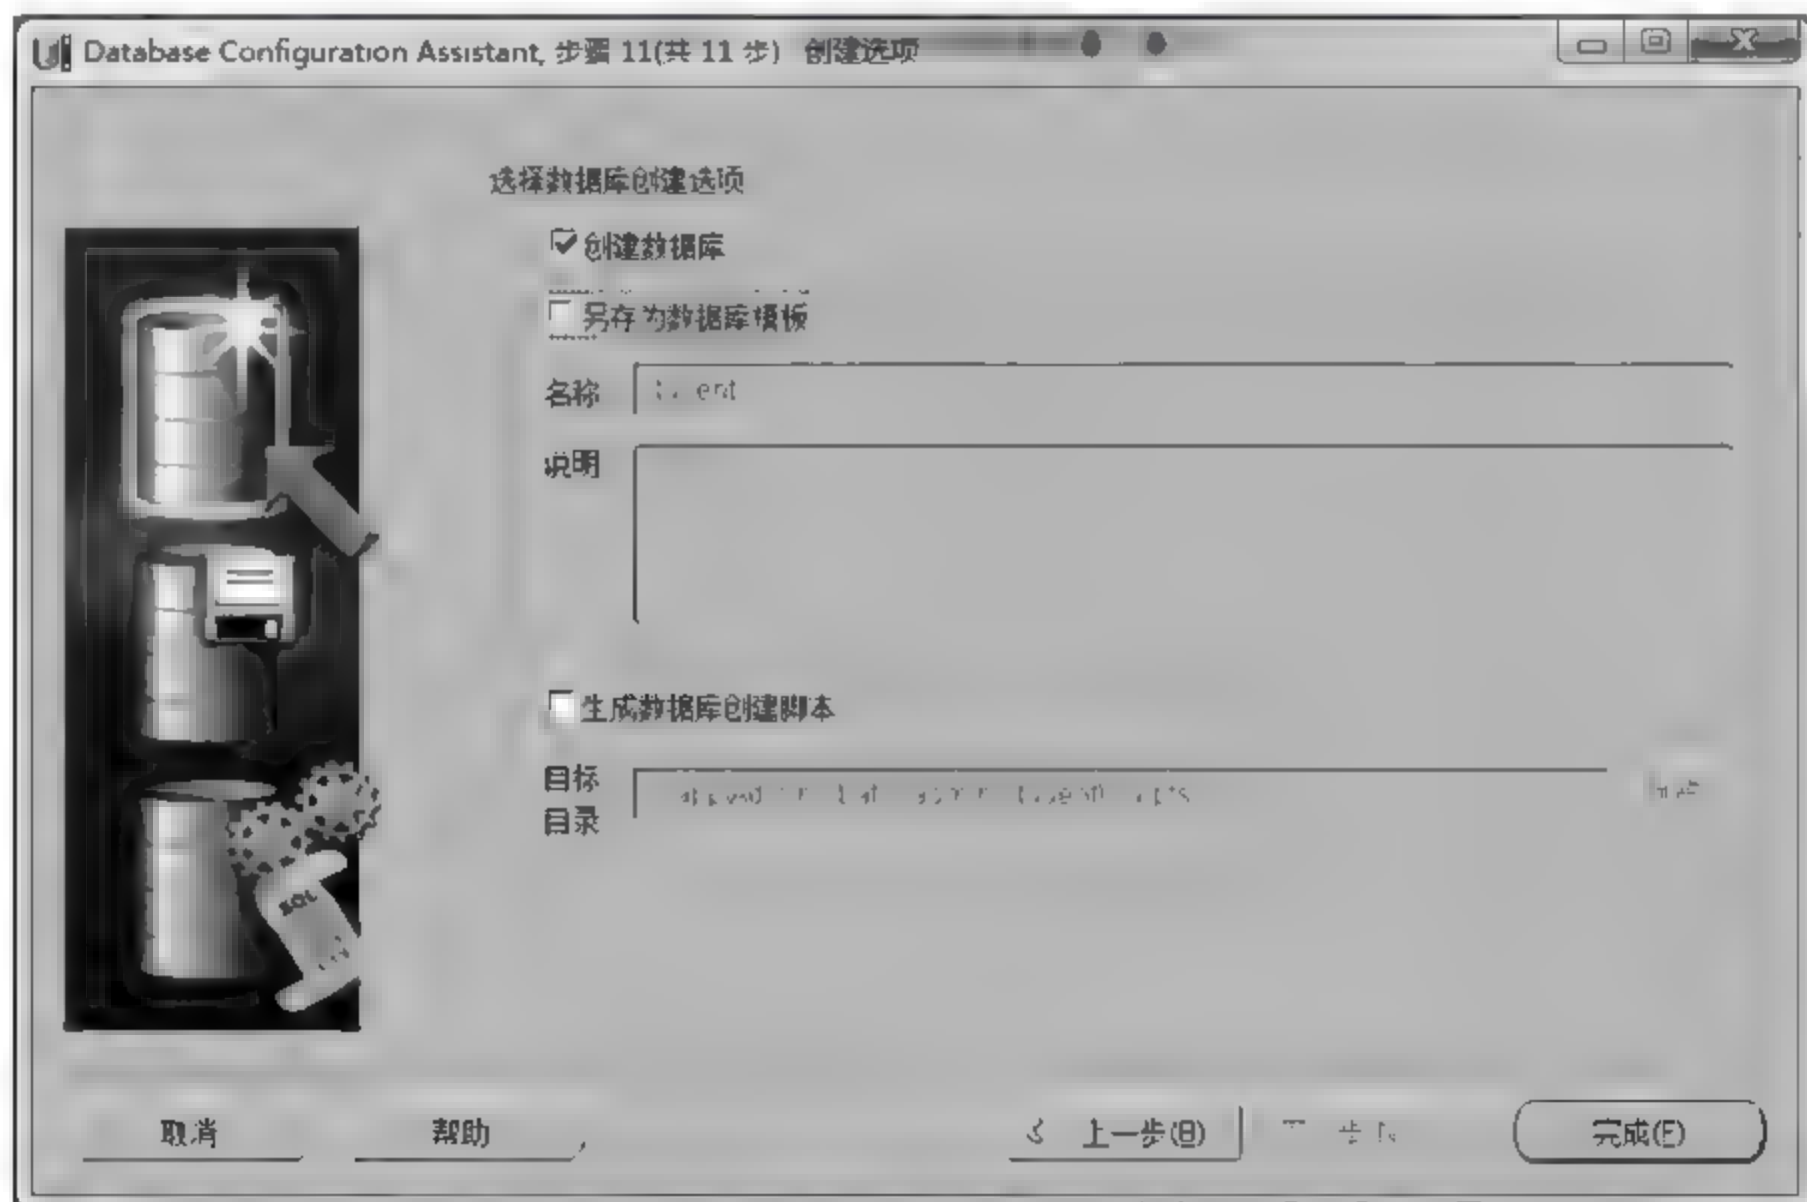 Database Configuration Assistant, 步骤 11(共 11 步) 创建选项
选择数据库创建选项
创建数据库
另存为数据库模板
名称
说明
生成数据库创建脚本
目标
目录
SQL
取消 帮助 上一步(B) 步 完成(F)